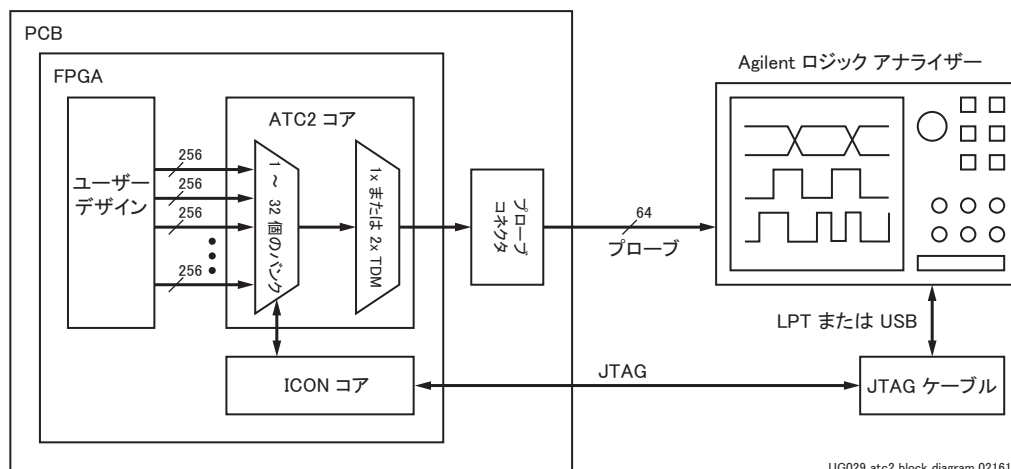 PCB
FPGA
Agilent ロジック アナライザー
ATC2 コア
ユーザー
デザイン
256
256
256
256
1 ～ 32 個のバンク
1x または 2x TDM
プローブ
コネクタ
64
プローブ
LPT または USB
ICON コア
JTAG
JTAG ケーブル
UG029_atc2_block_diagram_02161